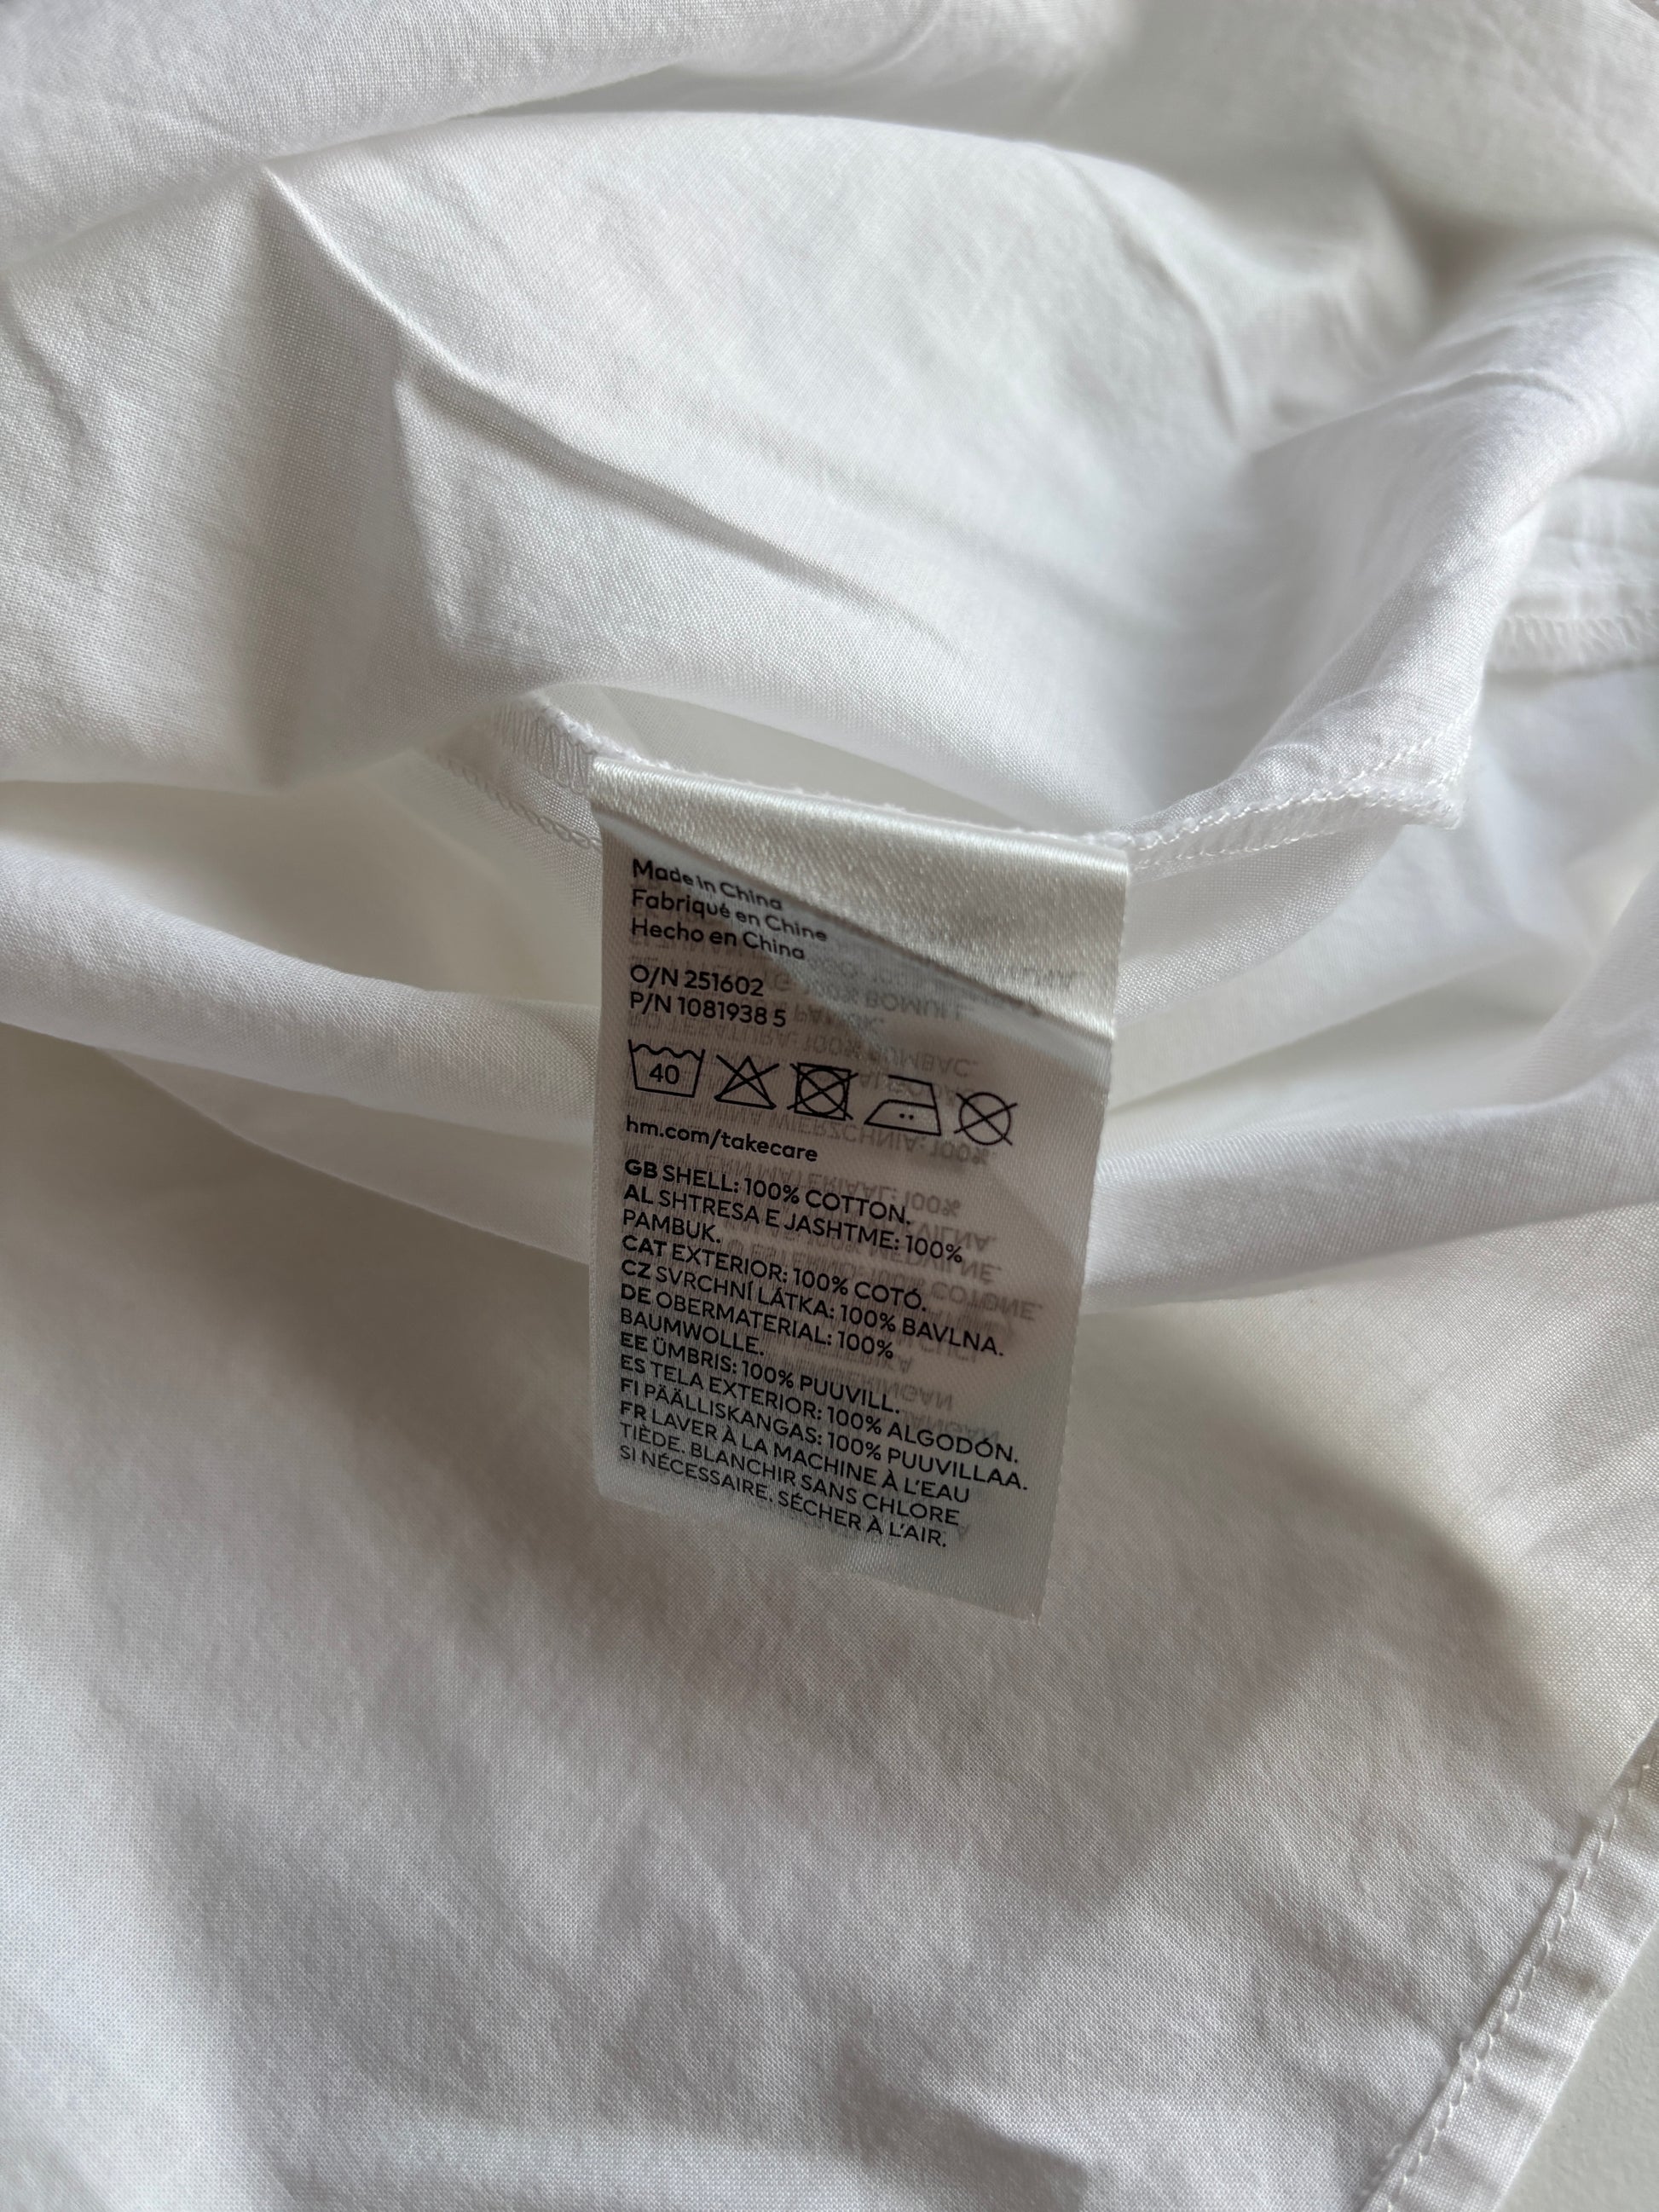 Made in China
Fabriqué en Chine
Hecho en China
O/N 251602
P/N 1081938 5
40
hm.com/takecare
GB SHELL: 100% COTTON.
AL SHTRESA E JASHTME: 100%
PAMBUK.
CAT EXTERIOR: 100% COTÓ.
CZ SVRCHNÍ LÁTKA: 100% BAVLNA.
DE OBERMATERIAL: 100%
BAUMWOLLE.
EE ÜMBRIS: 100% PUUVILL.
ES TELA EXTERIOR: 100% ALGODÓN.
FI PÄÄLLISKANGAS: 100% PUUVILLAA.
FR LAVER À LA MACHINE À L'EAU
TIÈDE. BLANCHIR SANS CHLORE
SI NÉCESSAIRE. SÉCHER À L'AIR.